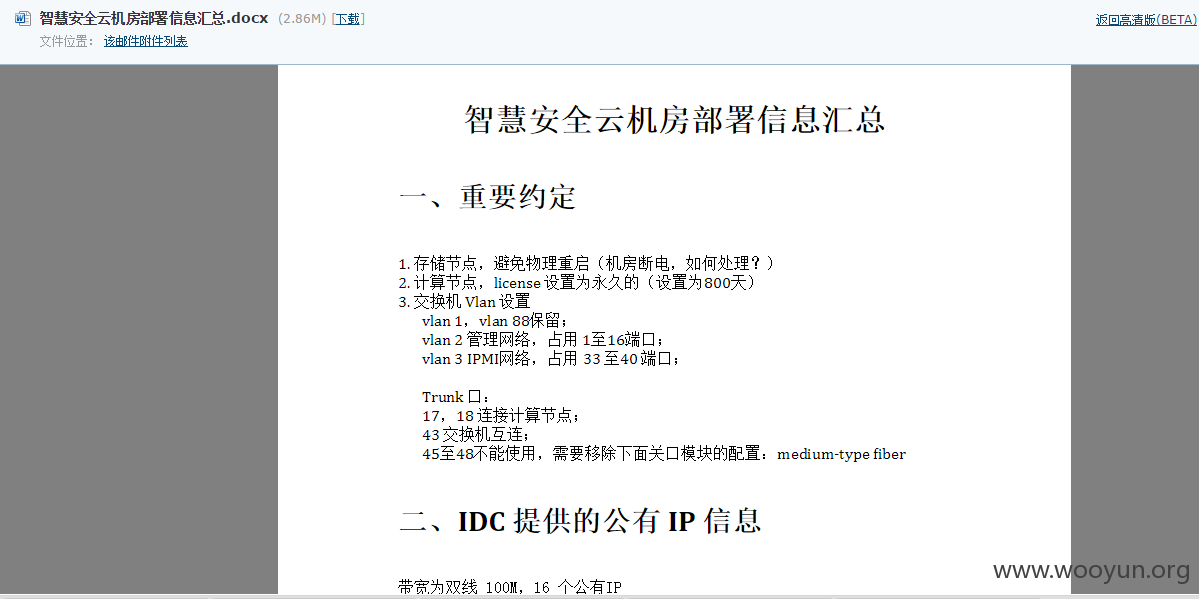 智慧安全云机房部署信息汇总.docx (2.86M) [下载]
返回高清版(BETA)
文件位置： 该邮件附件列表
智慧安全云机房部署信息汇总
一、重要约定
1. 存储节点，避免物理重启（机房断电，如何处理？）
2. 计算节点，license 设置为永久的（设置为800天）
3. 交换机 Vlan 设置
vlan 1，vlan 88保留；
vlan 2 管理网络，占用 1至16端口；
vlan 3 IPMI网络，占用 33 至40 端口；
Trunk 口：
17，18 连接计算节点；
43 交换机互连；
45至48不能使用，需要移除下面关口模块的配置：medium-type fiber
二、IDC 提供的公有 IP 信息
带宽为双线 100M，16 个公有IP
www.wooyun.org